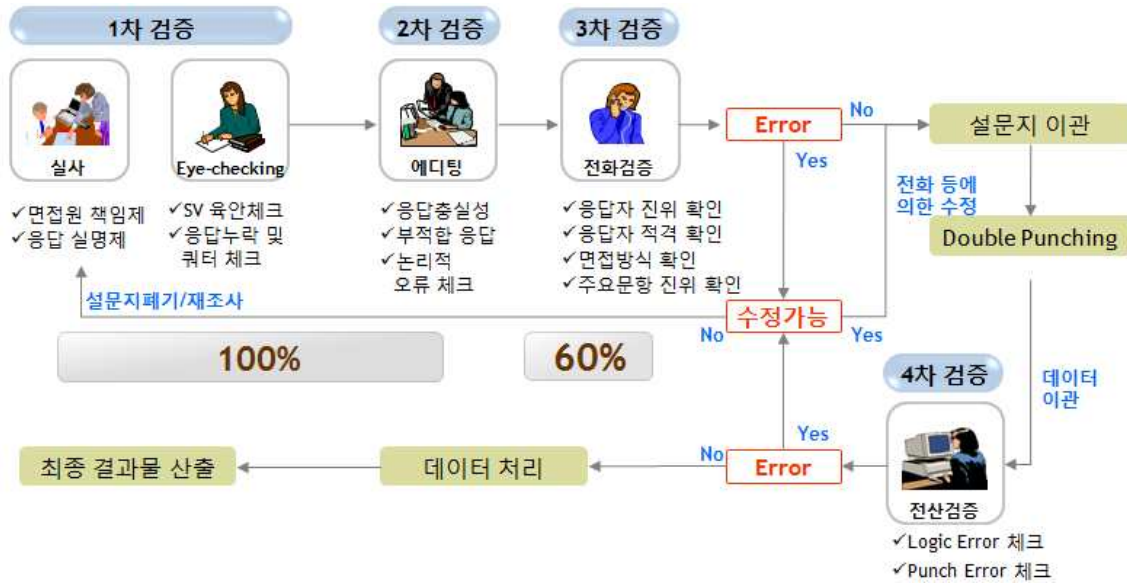 1차 검증
2차 검증
3차 검증
실사
Eye-checking
에디팅
전화검증
✓면접원 책임제
✓응답 실명제
✓SV 육안체크
✓응답누락 및
쿼터 체크
✓응답충실성
✓부적합 응답
✓논리적
오류 체크
✓응답자 진위 확인
✓응답자 적격 확인
✓면접방식 확인
✓주요문항 진위 확인
Error
No
Yes
설문지 이관
전화 등에
의한 수정
Double Punching
설문지폐기/재조사
수정가능
No
Yes
100%
60%
데이터
이관
4차 검증
전산검증
✓Logic Error 체크
✓Punch Error 체크
Yes
No
Error
데이터 처리
최종 결과물 산출